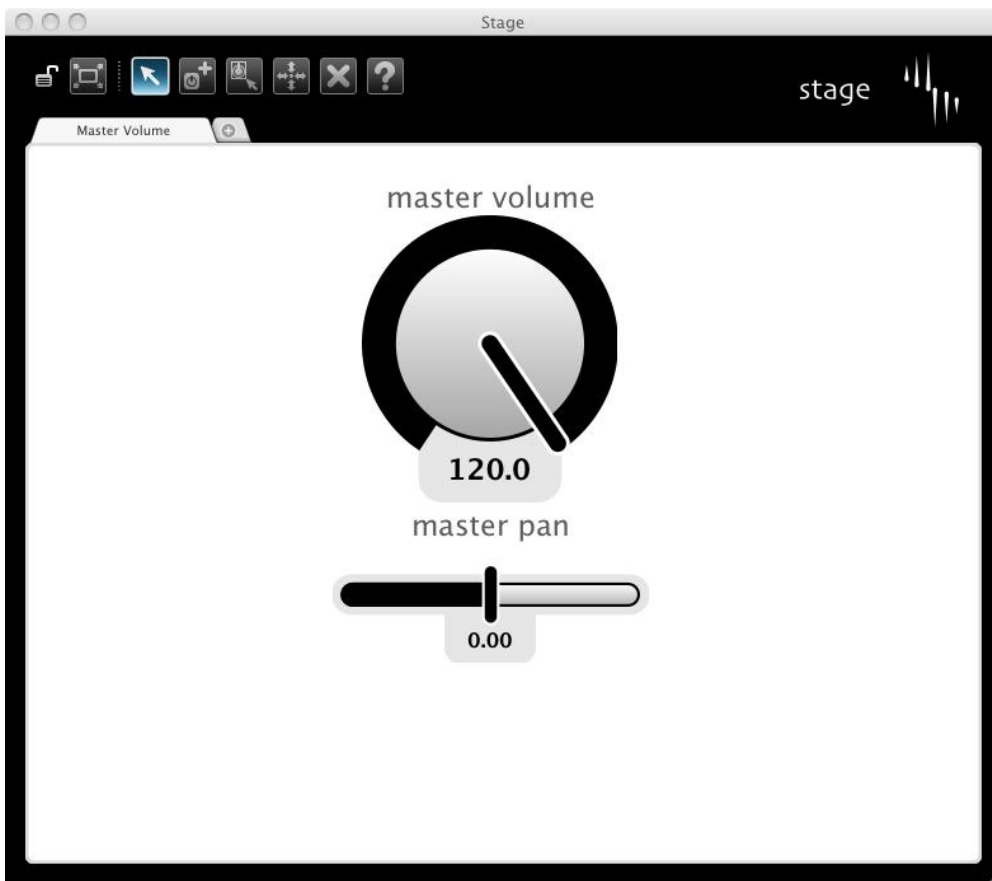 Stage
stage
Master Volume
master volume
120.0
master pan
0.00